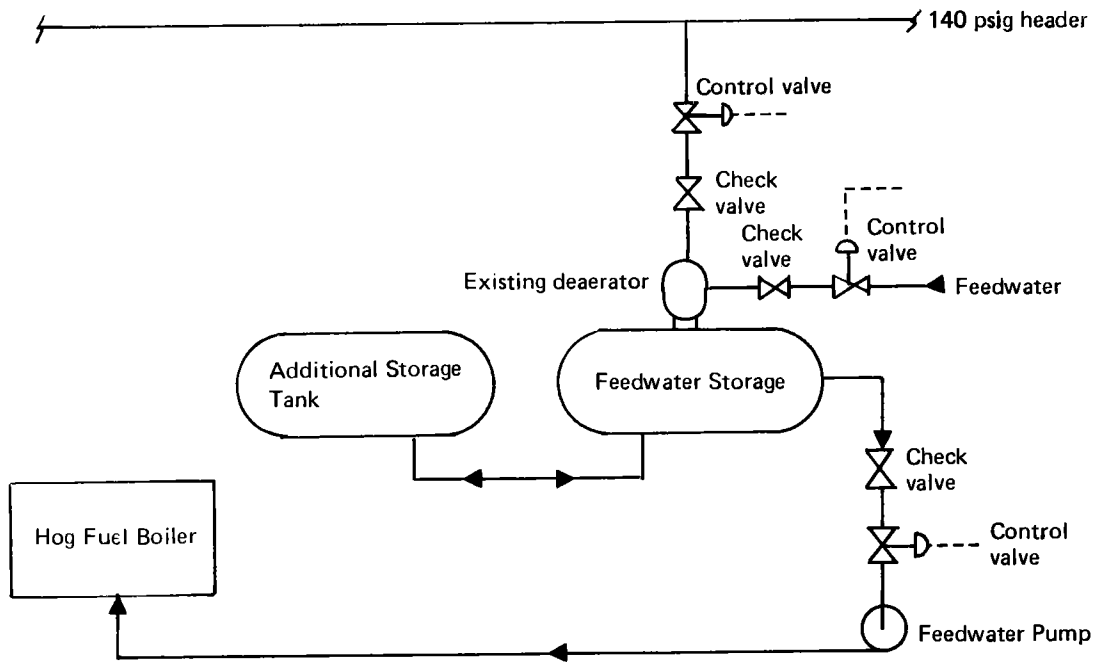 140 psig header
Control valve
Check
valve
Check
valve
Control
valve
Existing deaerator
Feedwater
Additional Storage
Tank
Feedwater Storage
Check
valve
Hog Fuel Boiler
Control
valve
Feedwater Pump